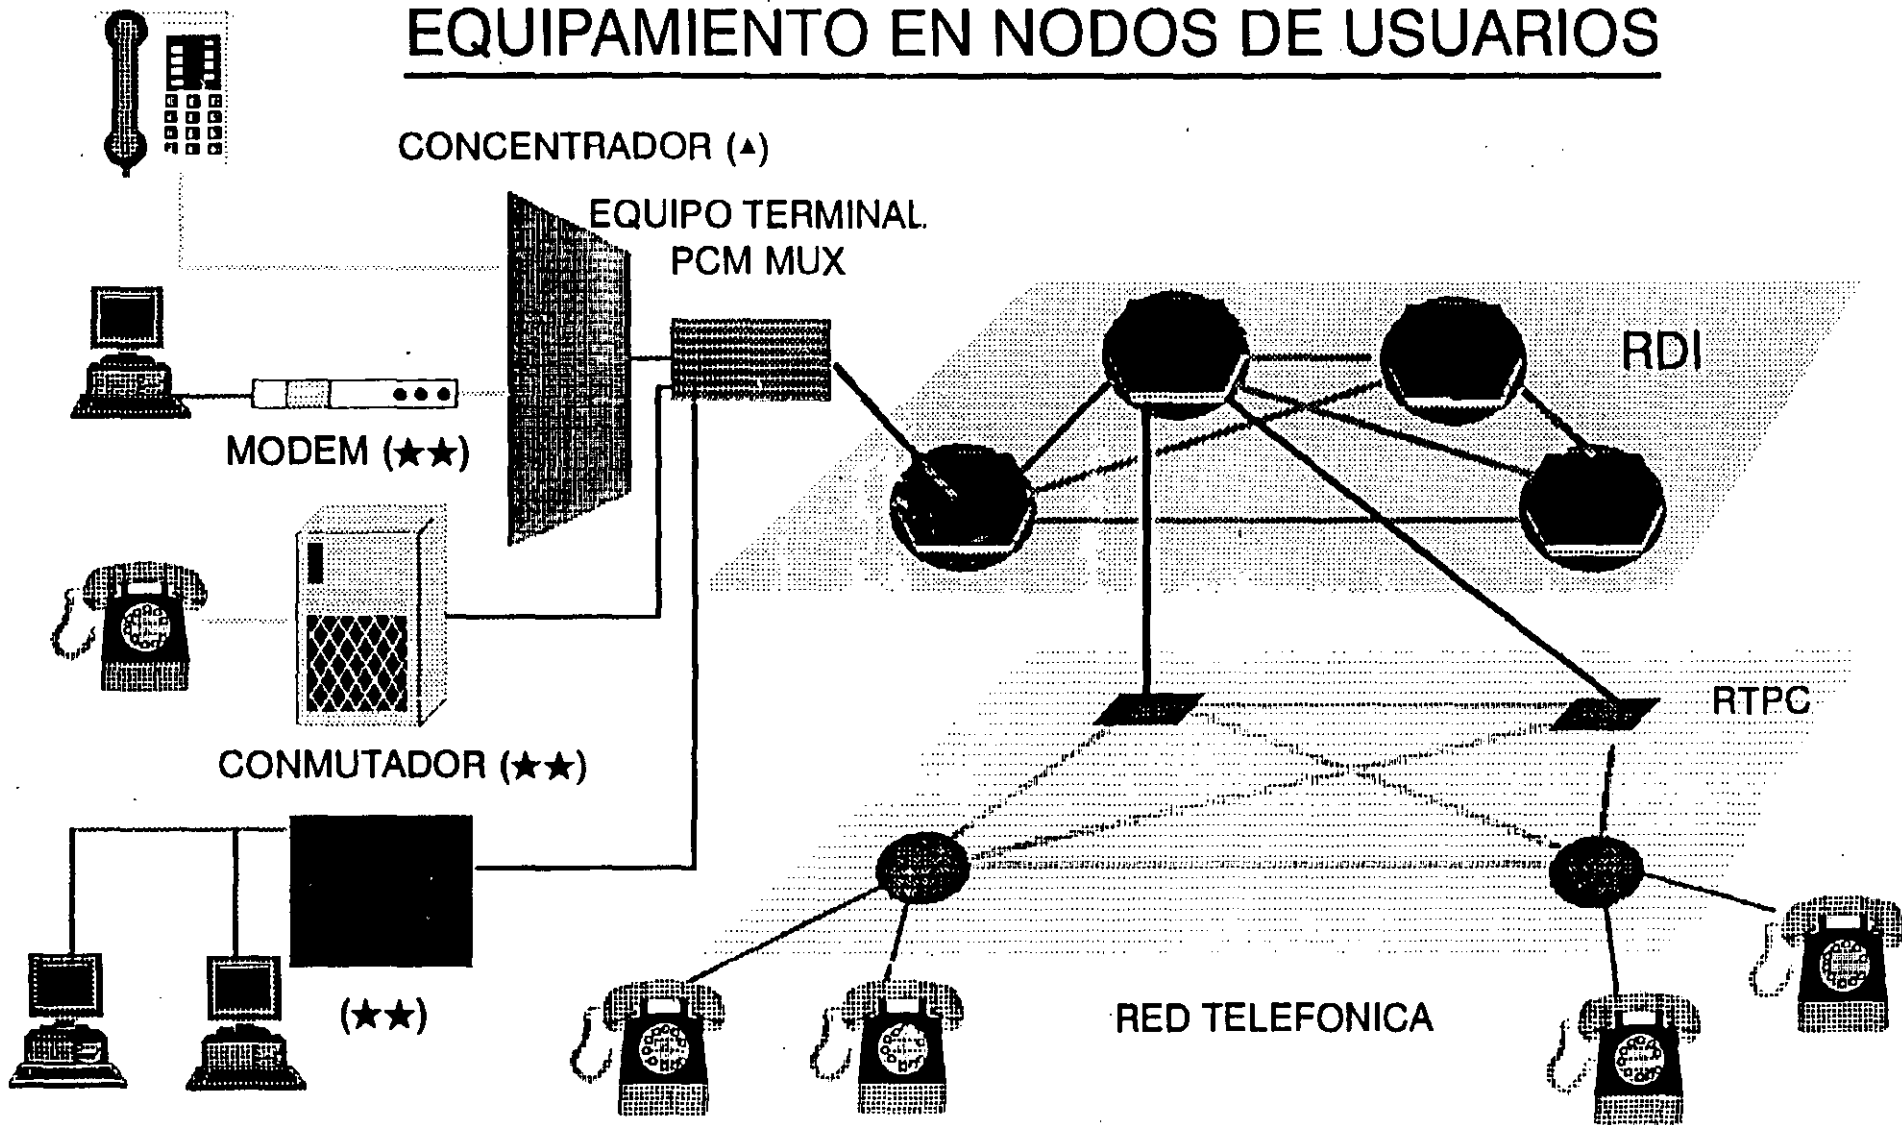 EQUIPAMIENTO EN NODOS DE USUARIOS
CONCENTRADOR (▲)
EQUIPO TERMINAL
PCM MUX
RDI
MODEM (★★)
RTPC
CONMUTADOR (★★)
(★★)
RED TELEFONICA